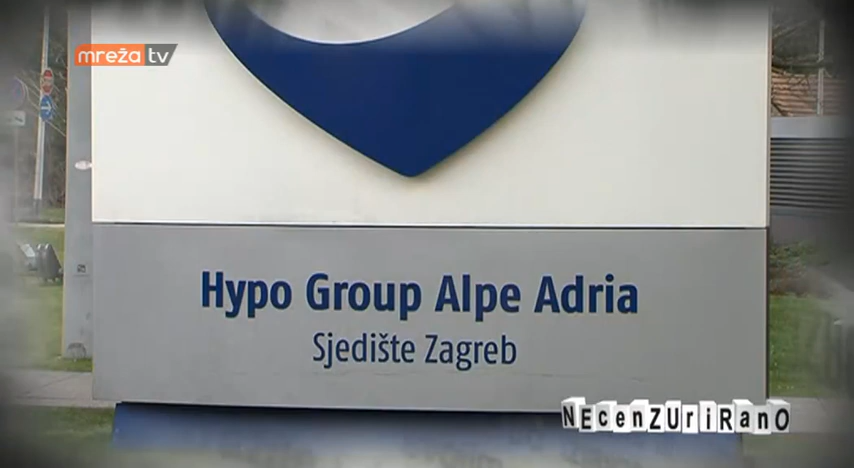 mreža tv
Hypo Group Alpe Adria
Sjedište Zagreb
NEcenZUriRanO